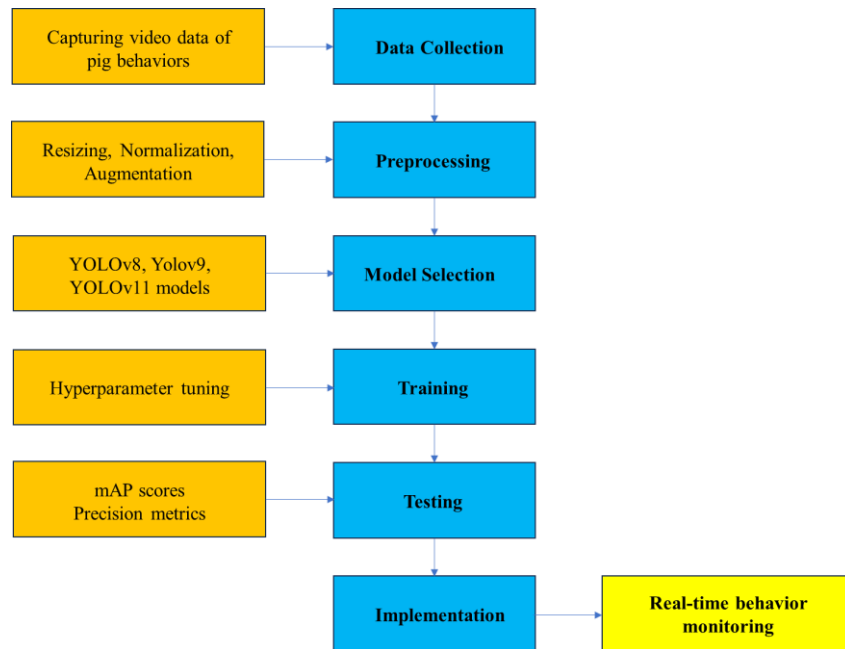 Capturing video data of
pig behaviors
Data Collection
Resizing, Normalization,
Augmentation
Preprocessing
YOLOv8, Yolov9,
YOLOv11 models
Model Selection
Hyperparameter tuning
Training
mAP scores
Precision metrics
Testing
Implementation
Real-time behavior
monitoring